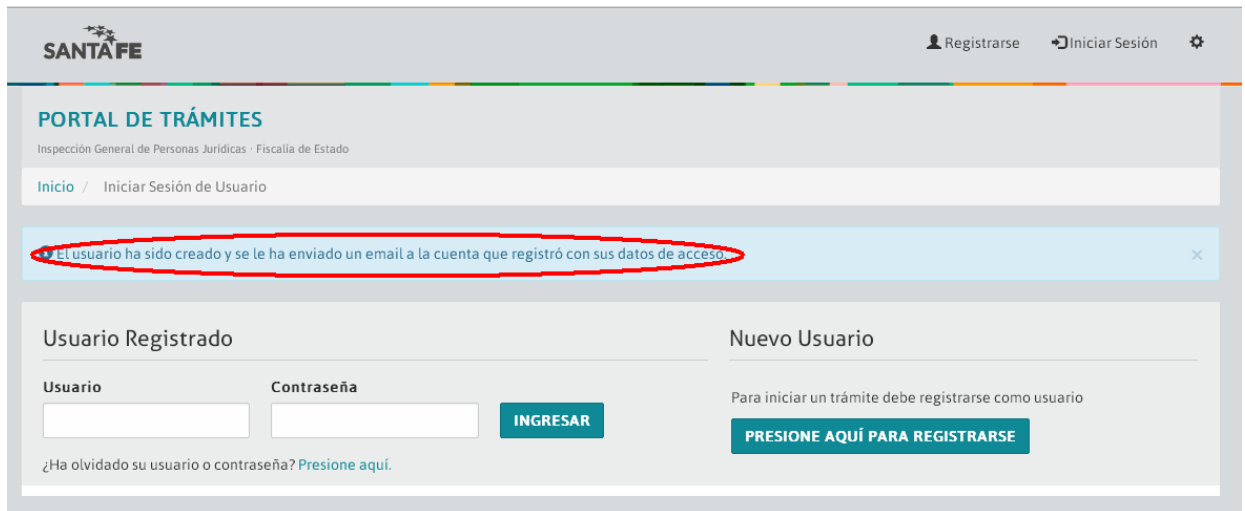 SANTA FE
Registrarse
Iniciar Sesión
PORTAL DE TRÁMITES
Inspección General de Personas Jurídicas · Fiscalía de Estado
Inicio / Iniciar Sesión de Usuario
El usuario ha sido creado y se le ha enviado un email a la cuenta que registró con sus datos de acceso.
×
Usuario Registrado
Usuario
Contraseña
INGRESAR
¿Ha olvidado su usuario o contraseña? Presione aquí.
Nuevo Usuario
Para iniciar un trámite debe registrarse como usuario
PRESIONE AQUÍ PARA REGISTRARSE